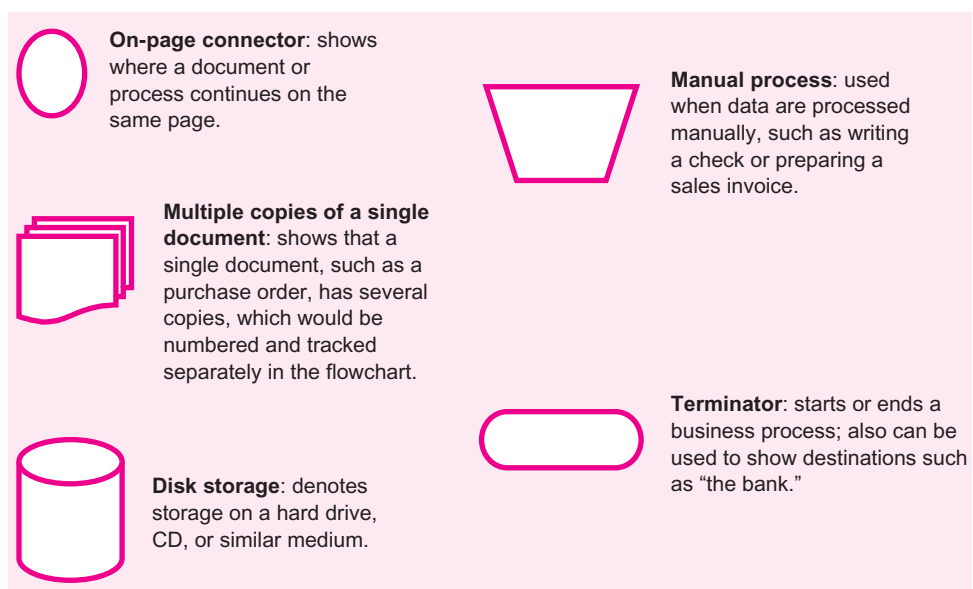 On-page connector: shows
where a document or
process continues on the
same page.
Multiple copies of a single
document: shows that a
single document, such as a
purchase order, has several
copies, which would be
numbered and tracked
separately in the flowchart.
Disk storage: denotes
storage on a hard drive,
CD, or similar medium.
Manual process: used
when data are processed
manually, such as writing
a check or preparing a
sales invoice.
Terminator: starts or ends a
business process; also can be
used to show destinations such
as “the bank.”